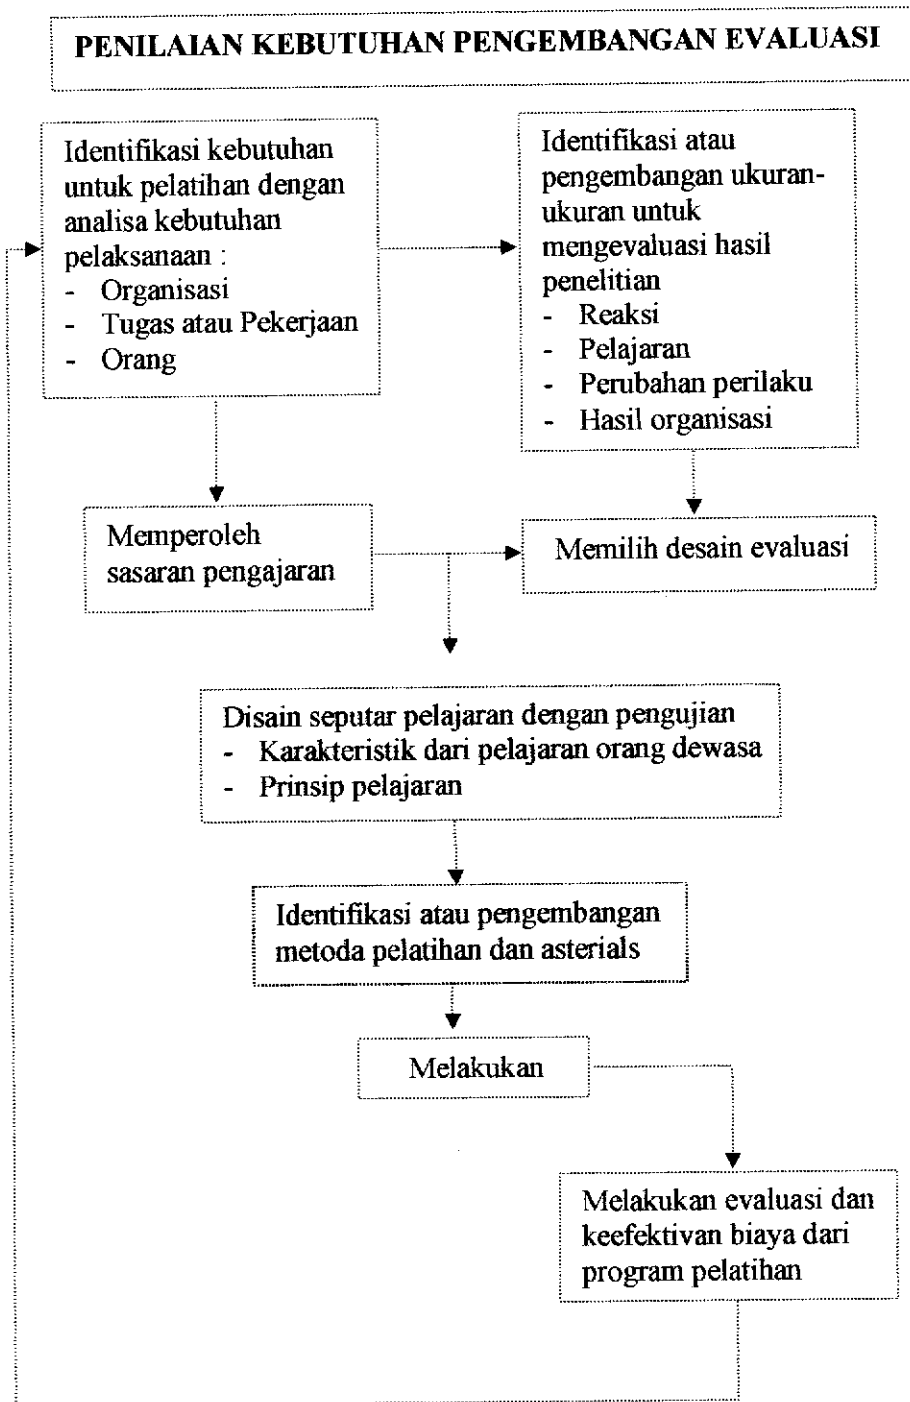 PENILAIAN KEBUTUHAN PENGEMBANGAN EVALUASI
Identifikasi kebutuhan
untuk pelatihan dengan
analisa kebutuhan
pelaksanaan :
- Organisasi
- Tugas atau Pekerjaan
- Orang
Identifikasi atau
pengembangan ukuran-
ukuran untuk
mengevaluasi hasil
penelitian
- Reaksi
- Pelajaran
- Perubahan perilaku
- Hasil organisasi
Memperoleh
sasaran pengajaran
Memilih desain evaluasi
Disain seputar pelajaran dengan pengujian
- Karakteristik dari pelajaran orang dewasa
- Prinsip pelajaran
Identifikasi atau pengembangan
metoda pelatihan dan asterials
Melakukan
Melakukan evaluasi dan
keefektivan biaya dari
program pelatihan